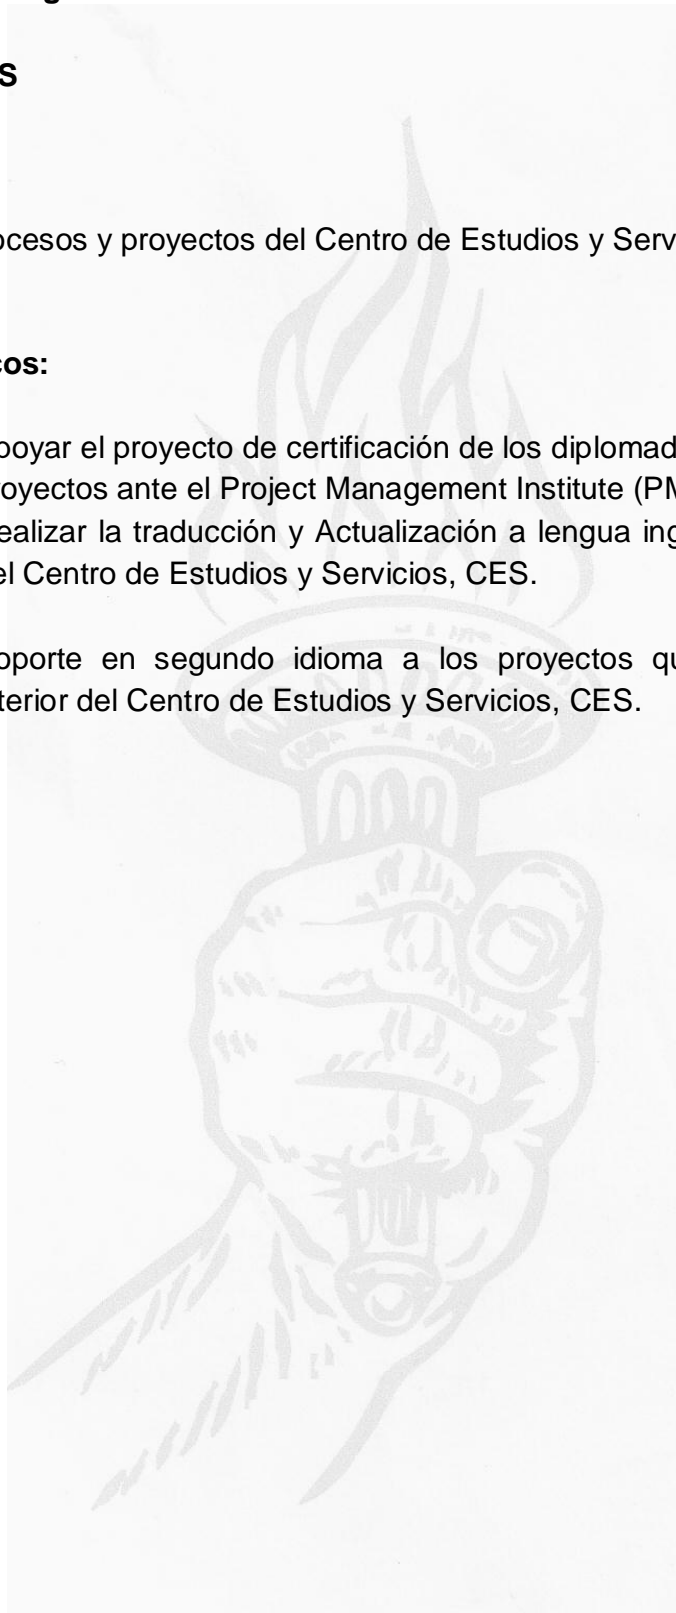 S
ocesos y proyectos del Centro de Estudios y Serv
cos:
poyar el proyecto de certificación de los diplomad
royectos ante el Project Management Institute (PM
ealizar la traducción y Actualización a lengua ing
el Centro de Estudios y Servicios, CES.
oporte en segundo idioma a los proyectos qu
terior del Centro de Estudios y Servicios, CES.